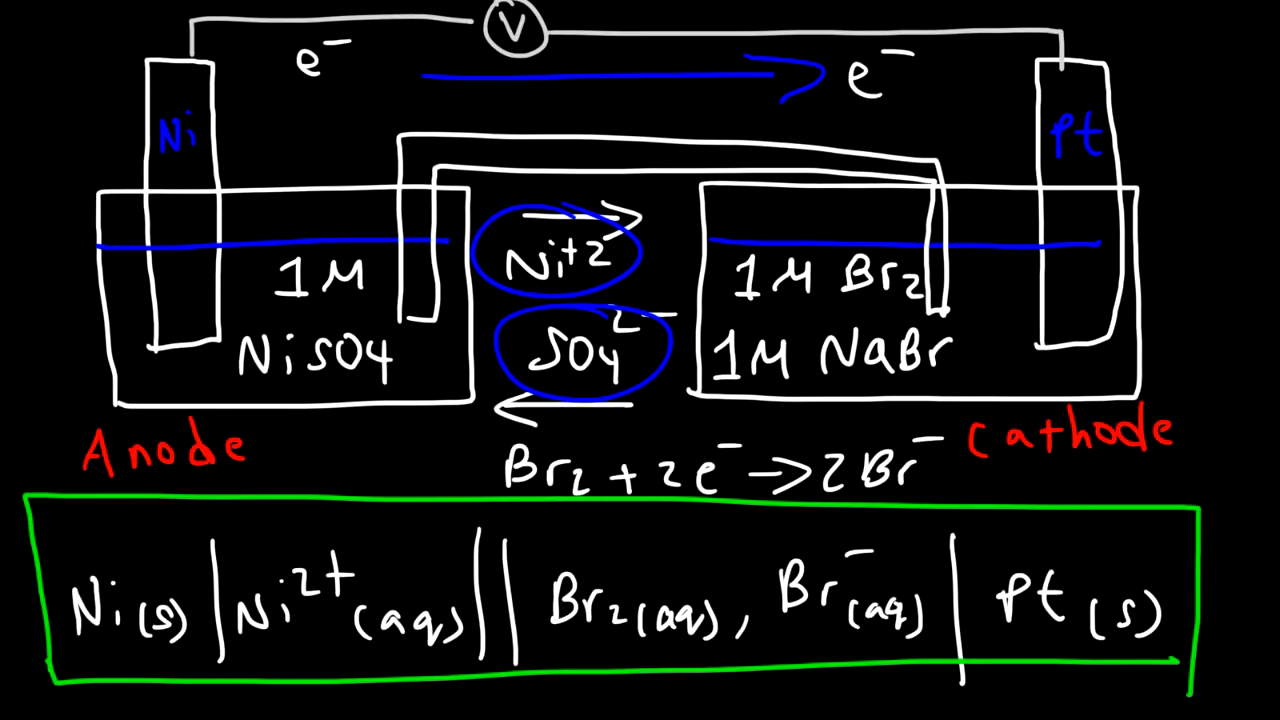 V
e⁻ e⁻
Ni Pt
1M Ni⁺² 1M Br₂
NiSO₄ SO₄²⁻ 1M NaBr
Anode Cathode
Br₂ + 2e⁻ → 2Br⁻
Ni(s) | Ni²⁺(aq) || Br₂(aq), Br⁻(aq) | Pt(s)